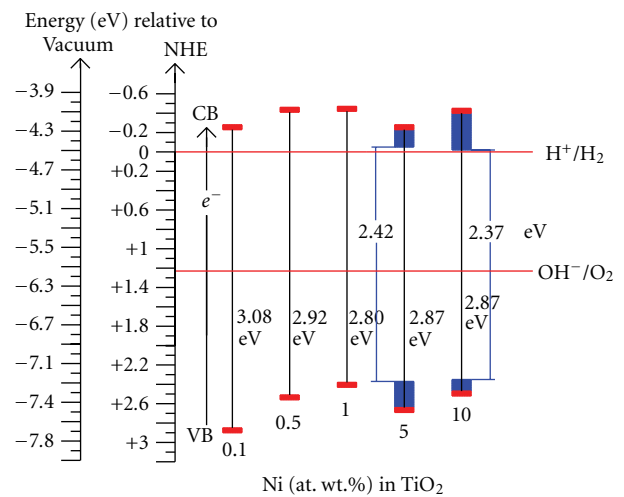 Energy (eV) relative to
Vacuum
NHE
−3.9
−4.3
−4.7
−5.1
−5.5
−6.3
−6.7
−7.1
−7.4
−7.8
−0.6
−0.2
0
+0.2
+0.6
+1
+1.4
+1.8
+2.2
+2.6
+3
CB
e−
VB
H+/H2
OH−/O2
2.42
2.37 eV
3.08
eV
2.92
eV
2.80
eV
2.87
eV
2.87
eV
0.1
0.5
1
5
10
Ni (at. wt.%) in TiO2